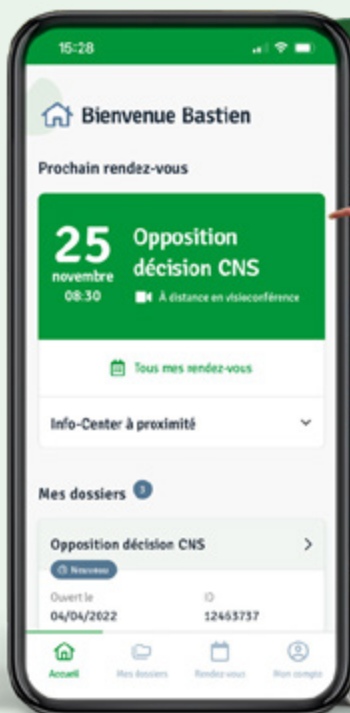 15:28
Bienvenue Bastien
Prochain rendez-vous
25
novembre
08:30
Opposition
décision CNS
À distance en visioconférence
Tous mes rendez-vous
Info-Center à proximité
Mes dossiers 3
Opposition décision CNS
Nouveau
Ouvert le
04/04/2022
ID
12463737
Accueil
Mes dossiers
Rendez-vous
Mon compte